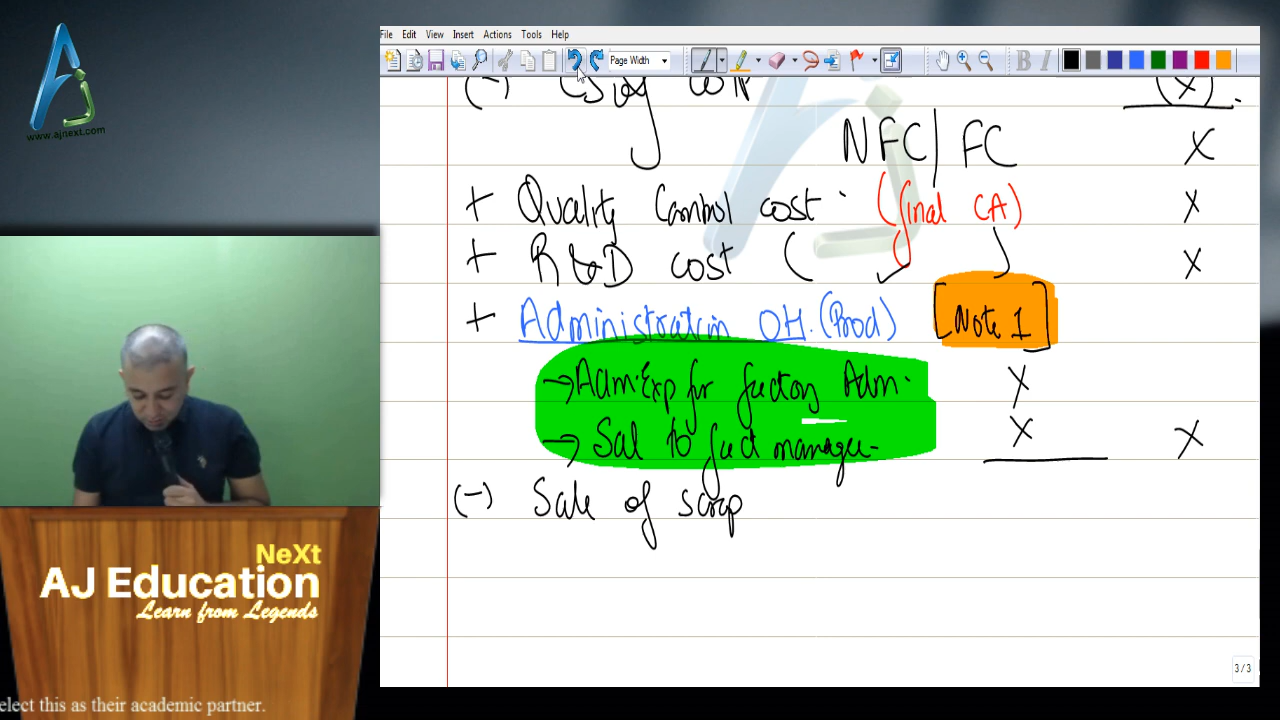 File Edit View Insert Actions Tools Help
Page Width
(-) (X)
NFC | FC X
+ Quality Control cost (final CA) X
+ R&D cost ( ) X
+ Administration OH. (Prod) [Note 1]
→ Adm. Exp for factory Adm. X
→ Sal to fact manager X X
(-) Sale of scrap
3/3
www.ajnext.com
NeXt
AJ Education
Learn from Legends
elect this as their academic partner.